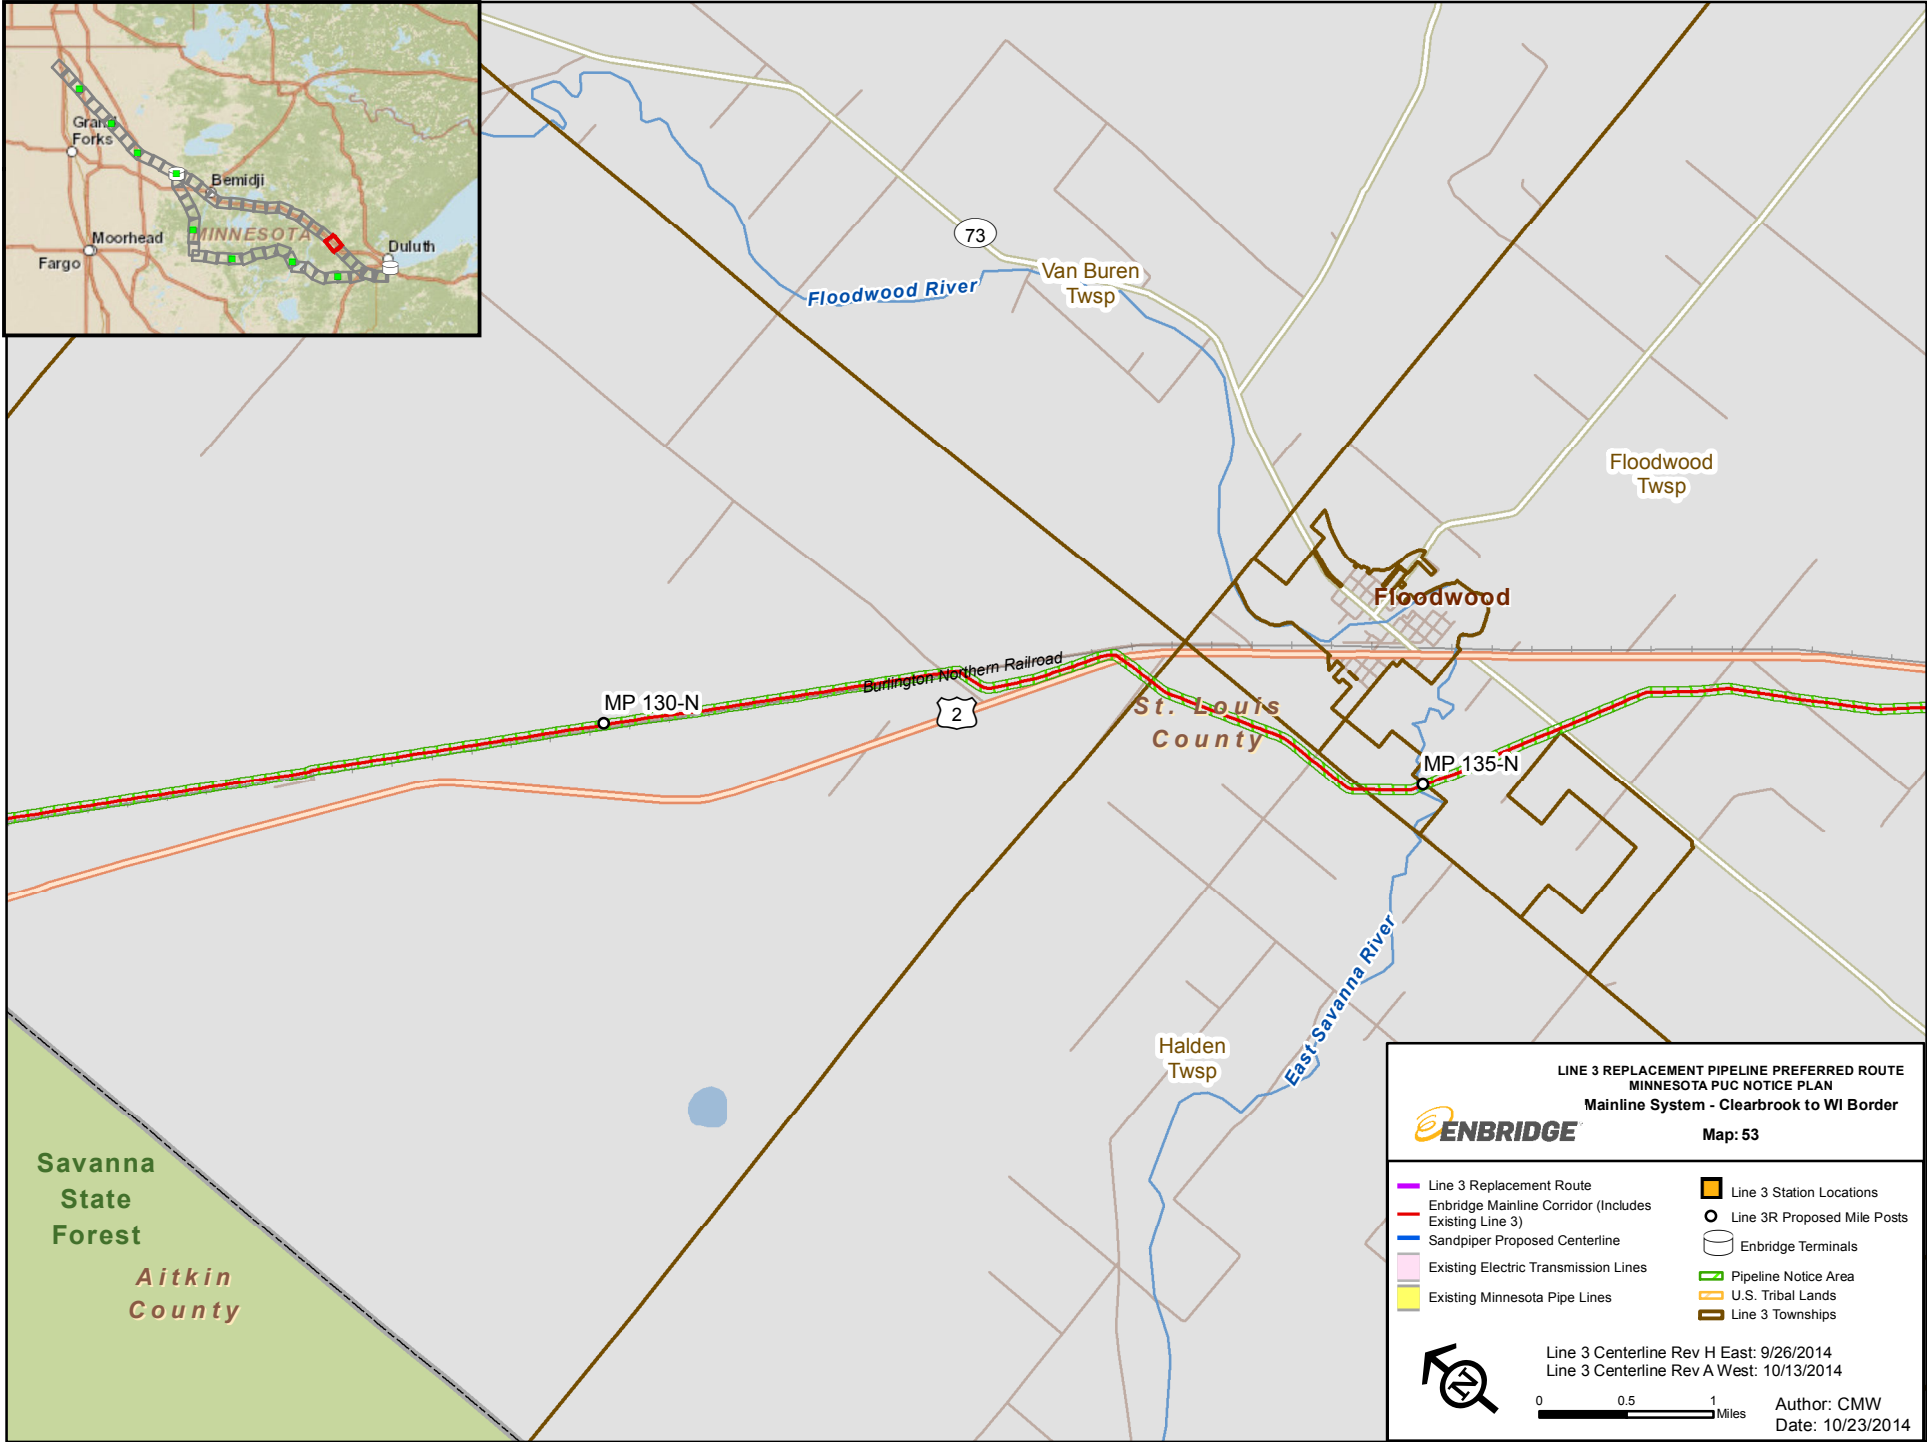 Grand
Forks
Bemidji
MINNESOTA
Moorhead
Fargo
Duluth
73
Van Buren
Twsp
Floodwood River
Floodwood
Twsp
Floodwood
Burlington Northern Railroad
MP 130-N
2
St. Louis
County
MP 135-N
East Savanna River
Halden
Twsp
Savanna
State
Forest
Aitkin
County
LINE 3 REPLACEMENT PIPELINE PREFERRED ROUTE
MINNESOTA PUC NOTICE PLAN
Mainline System - Clearbrook to WI Border
ENBRIDGE
Map: 53
Line 3 Replacement Route
Enbridge Mainline Corridor (Includes
Existing Line 3)
Sandpiper Proposed Centerline
Existing Electric Transmission Lines
Existing Minnesota Pipe Lines
Line 3 Station Locations
Line 3R Proposed Mile Posts
Enbridge Terminals
Pipeline Notice Area
U.S. Tribal Lands
Line 3 Townships
N
Line 3 Centerline Rev H East: 9/26/2014
Line 3 Centerline Rev A West: 10/13/2014
0 0.5 1
Miles
Author: CMW
Date: 10/23/2014